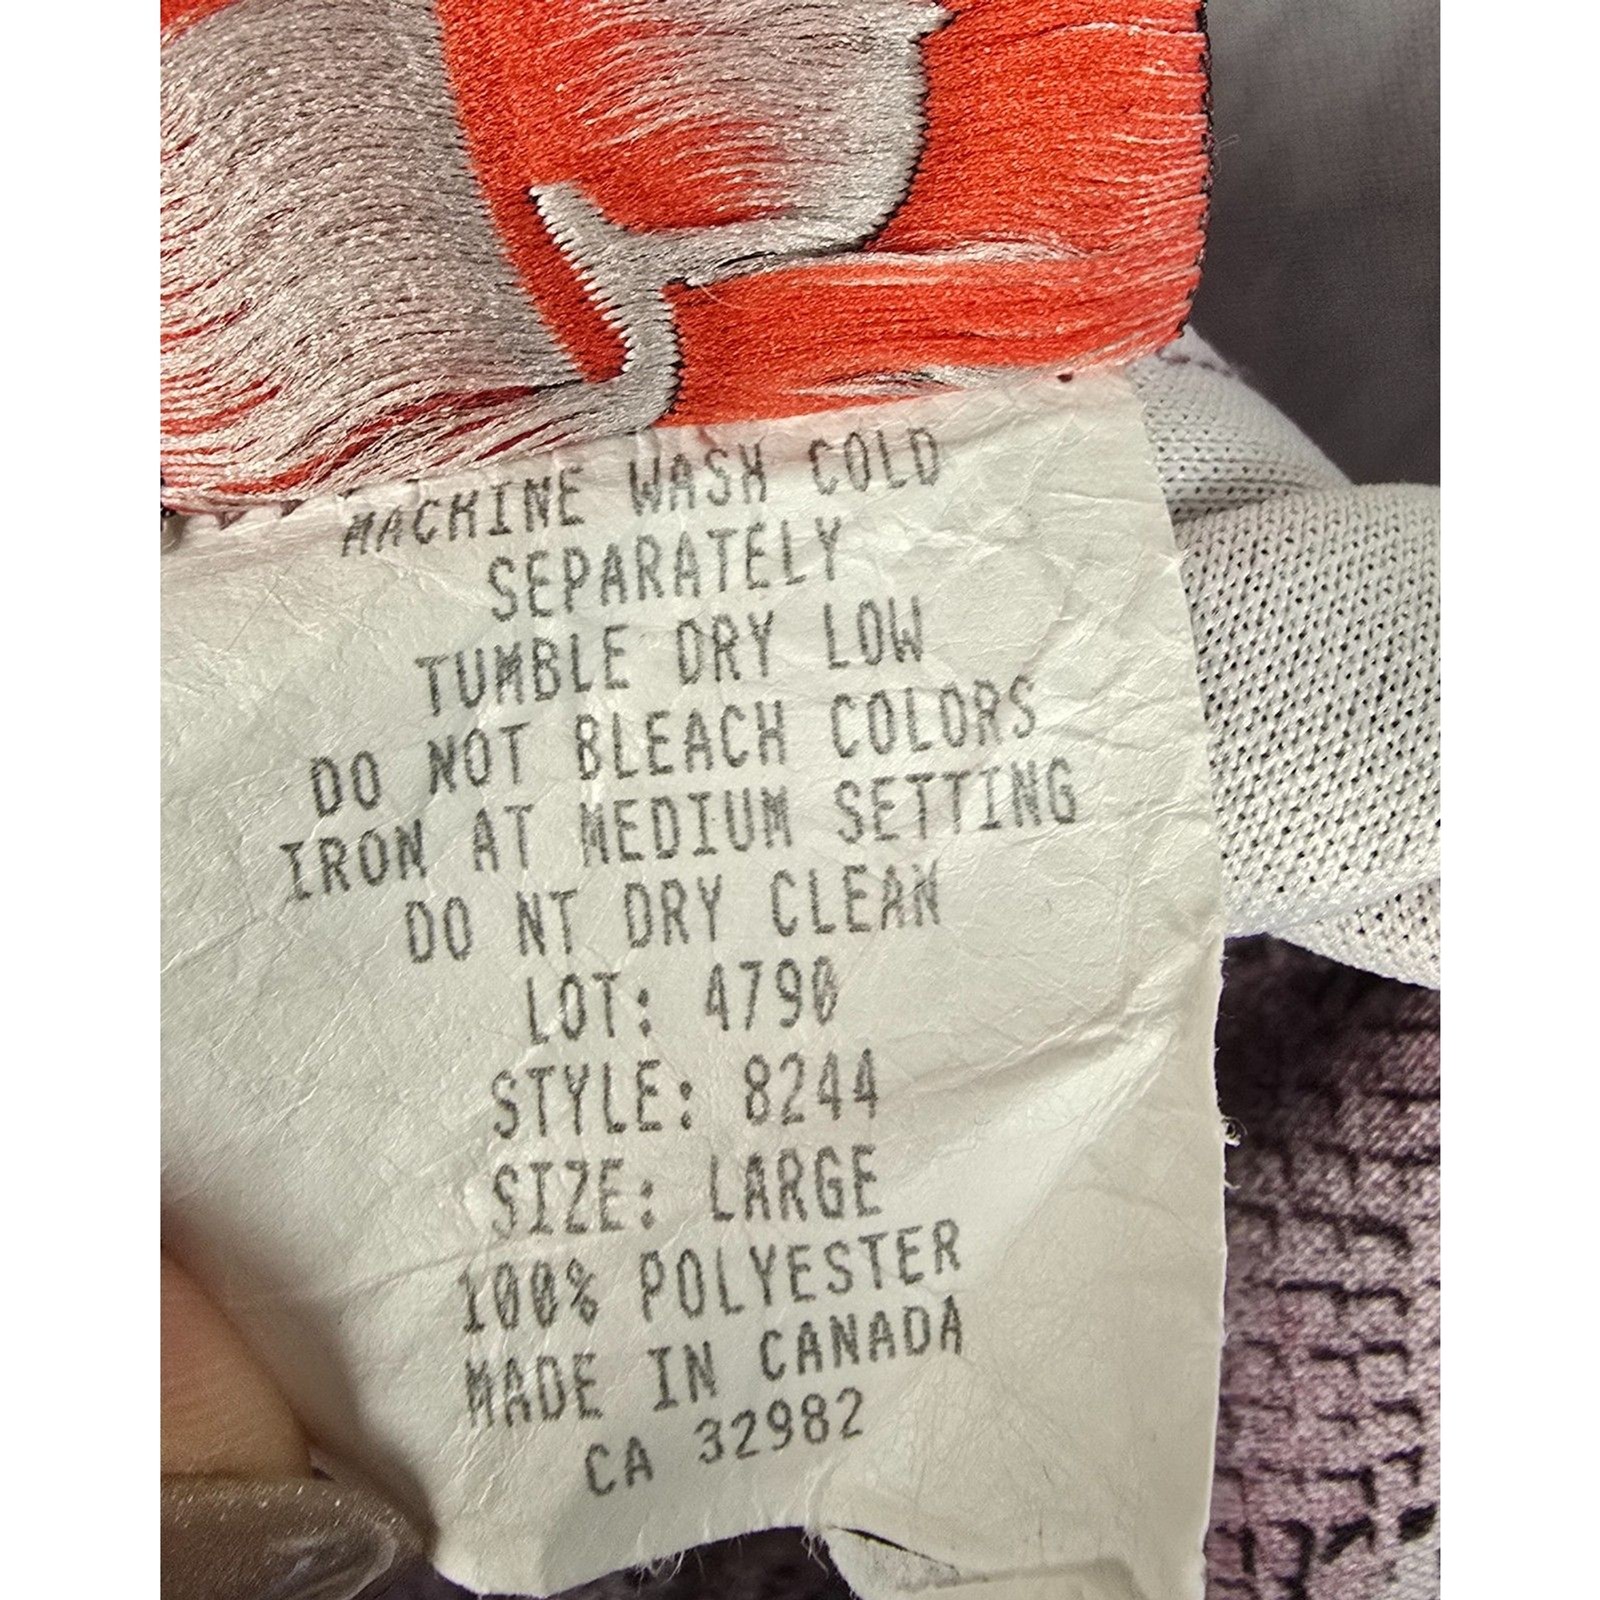 MACHINE WASH COLD
SEPARATELY
TUMBLE DRY LOW
DO NOT BLEACH COLORS
IRON AT MEDIUM SETTING
DO NT DRY CLEAN
LOT: 4790
STYLE: 8244
SIZE: LARGE
100% POLYESTER
MADE IN CANADA
CA 32982